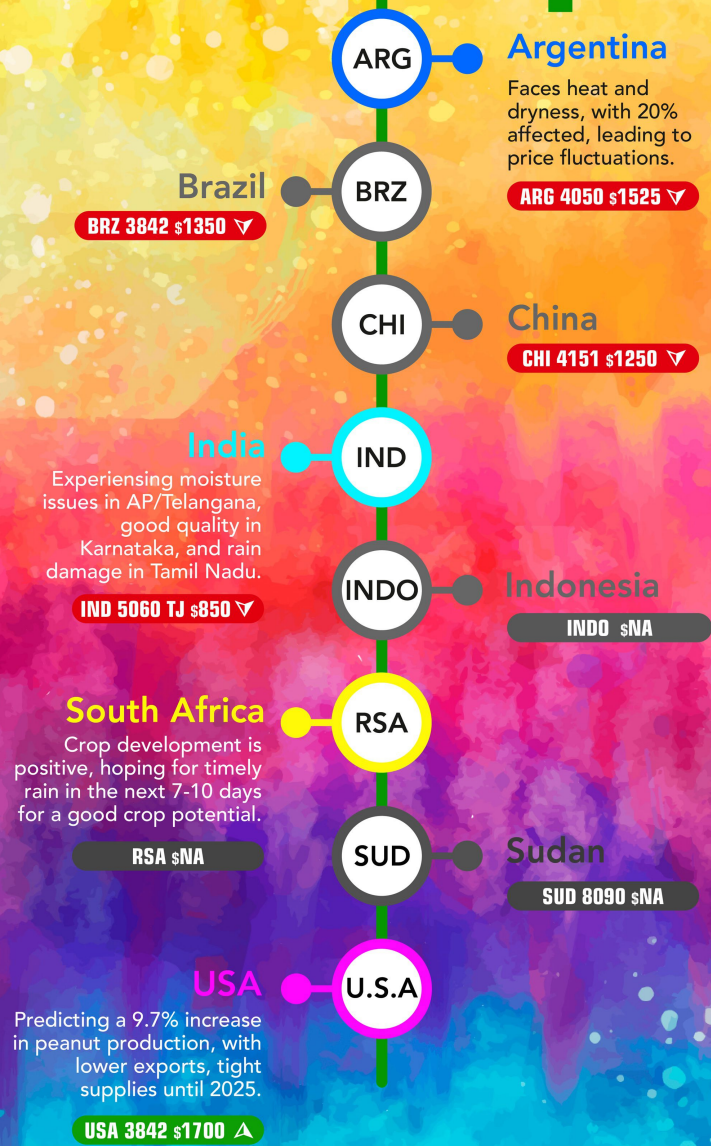 ARG
Argentina
Faces heat and
dryness, with 20%
affected, leading to
price fluctuations.
ARG 4050 $1525
Brazil
BRZ
BRZ 3842 $1350
CHI
China
CHI 4151 $1250
India
IND
Experiensing moisture
issues in AP/Telangana,
good quality in
Karnataka, and rain
damage in Tamil Nadu.
IND 5060 TJ $850
INDO
Indonesia
INDO $NA
South Africa
RSA
Crop development is
positive, hoping for timely
rain in the next 7-10 days
for a good crop potential.
RSA $NA
SUD
Sudan
SUD 8090 $NA
USA
U.S.A
Predicting a 9.7% increase
in peanut production, with
lower exports, tight
supplies until 2025.
USA 3842 $1700